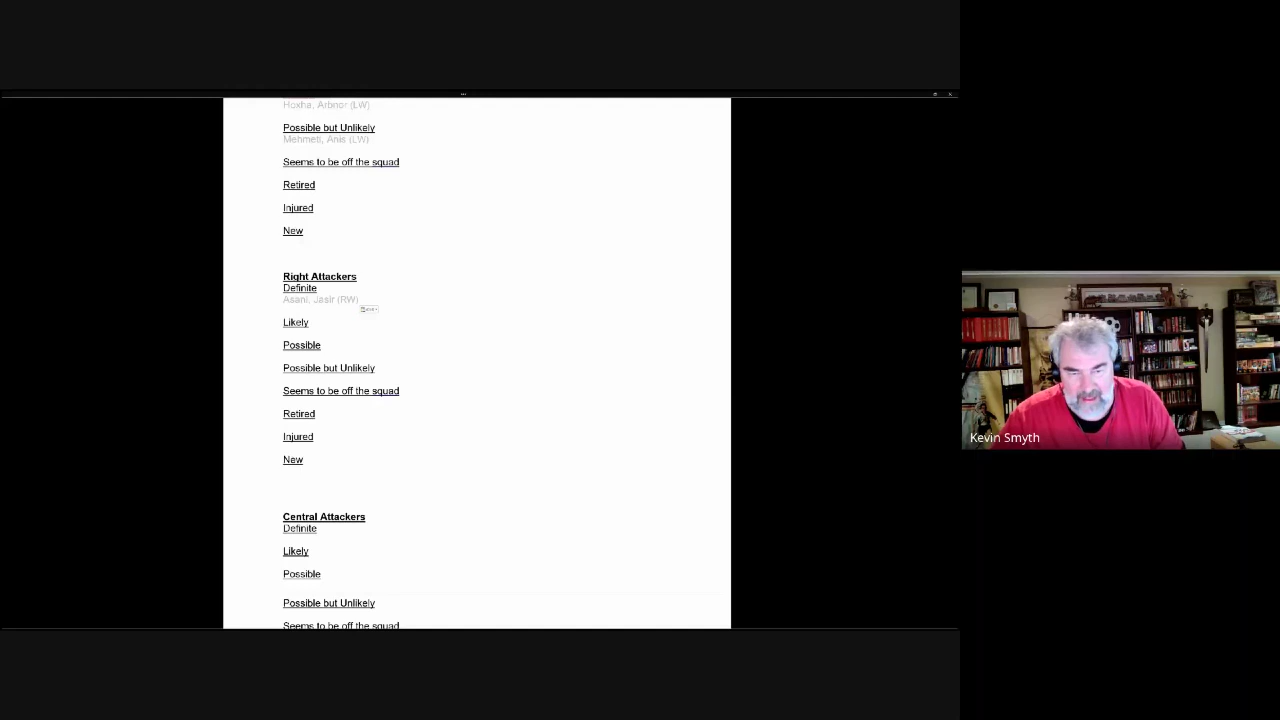 Hoxha, Arbnor (LW)
Possible but Unlikely
Mehmeti, Anis (LW)
Seems to be off the squad
Retired
Injured
New
Right Attackers
Definite
Asani, Jasir (RW)
Likely
Possible
Possible but Unlikely
Seems to be off the squad
Retired
Injured
New
Central Attackers
Definite
Likely
Possible
Possible but Unlikely
Seems to be off the squad
Kevin Smyth